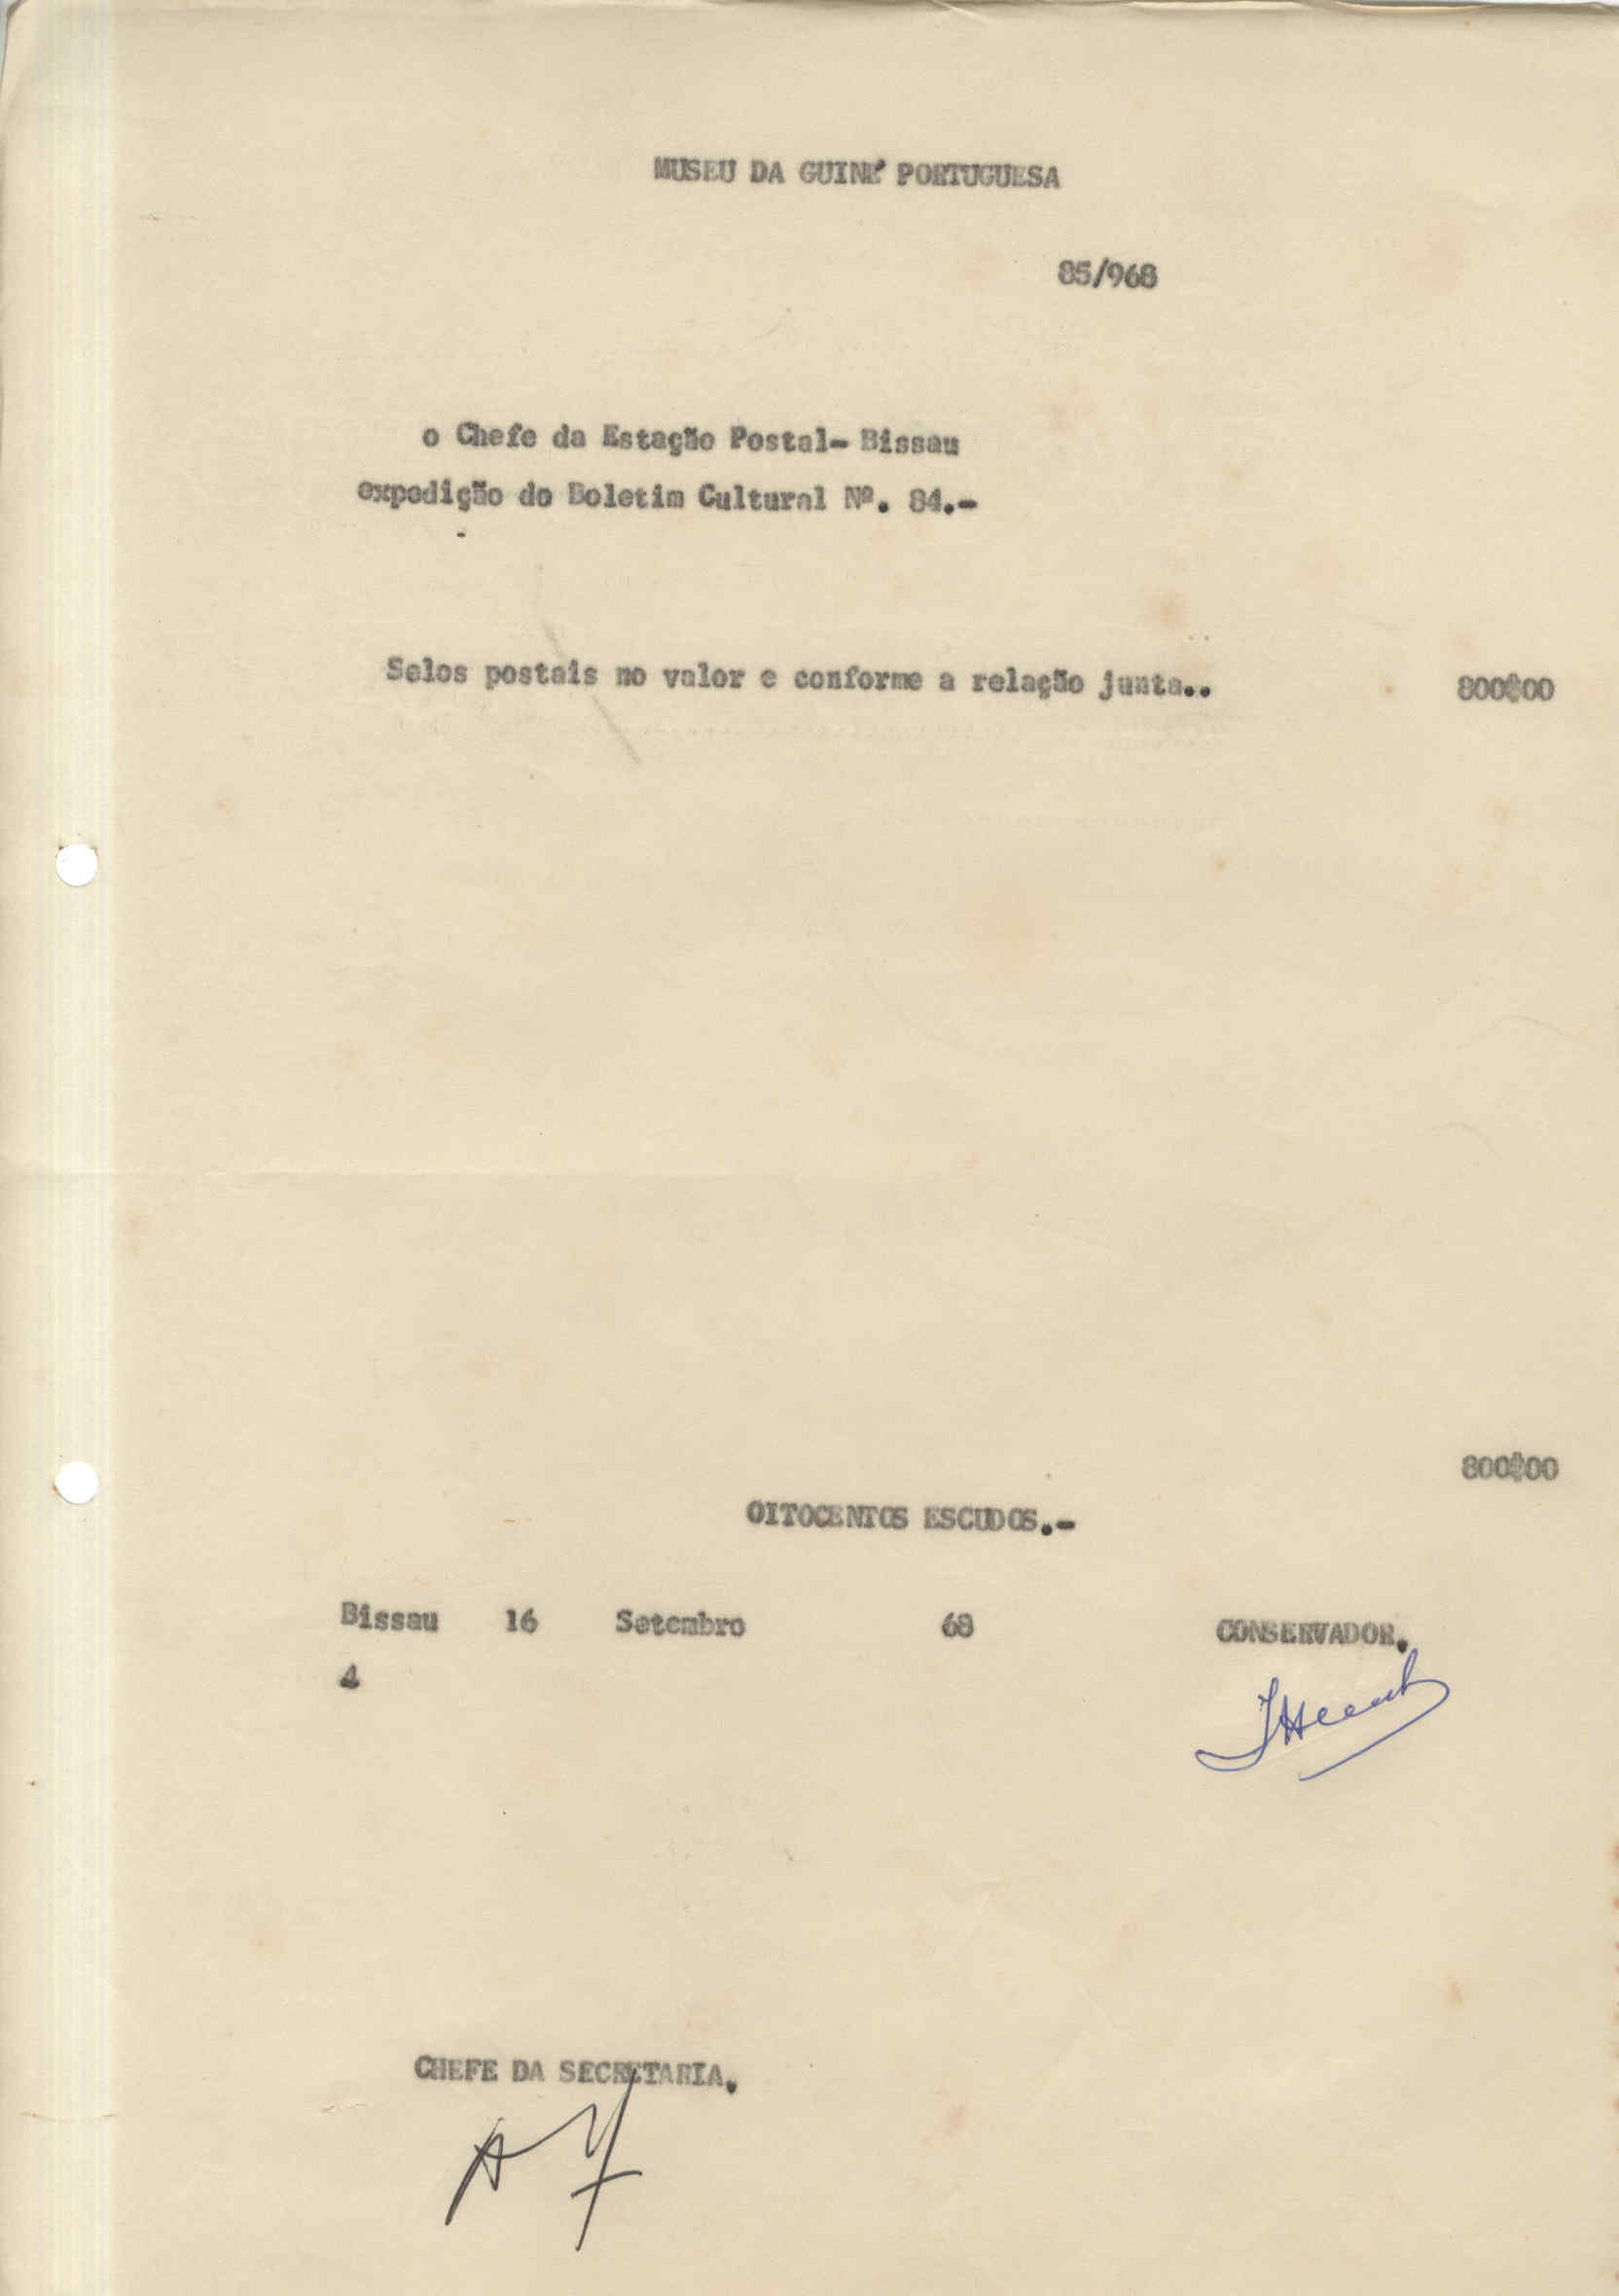 MUSEU DA GUINÉ PORTUGUESA
85/968
o Chefe da Estação Postal- Bissau
expedição do Boletim Cultural Nº. 84.-
Selos postais no valor e conforme a relação junta..   800$00
800$00
OITOCENTOS ESCUDOS.-
Bissau   16   Setembro   68   CONSERVADOR.
4
CHEFE DA SECRETARIA.